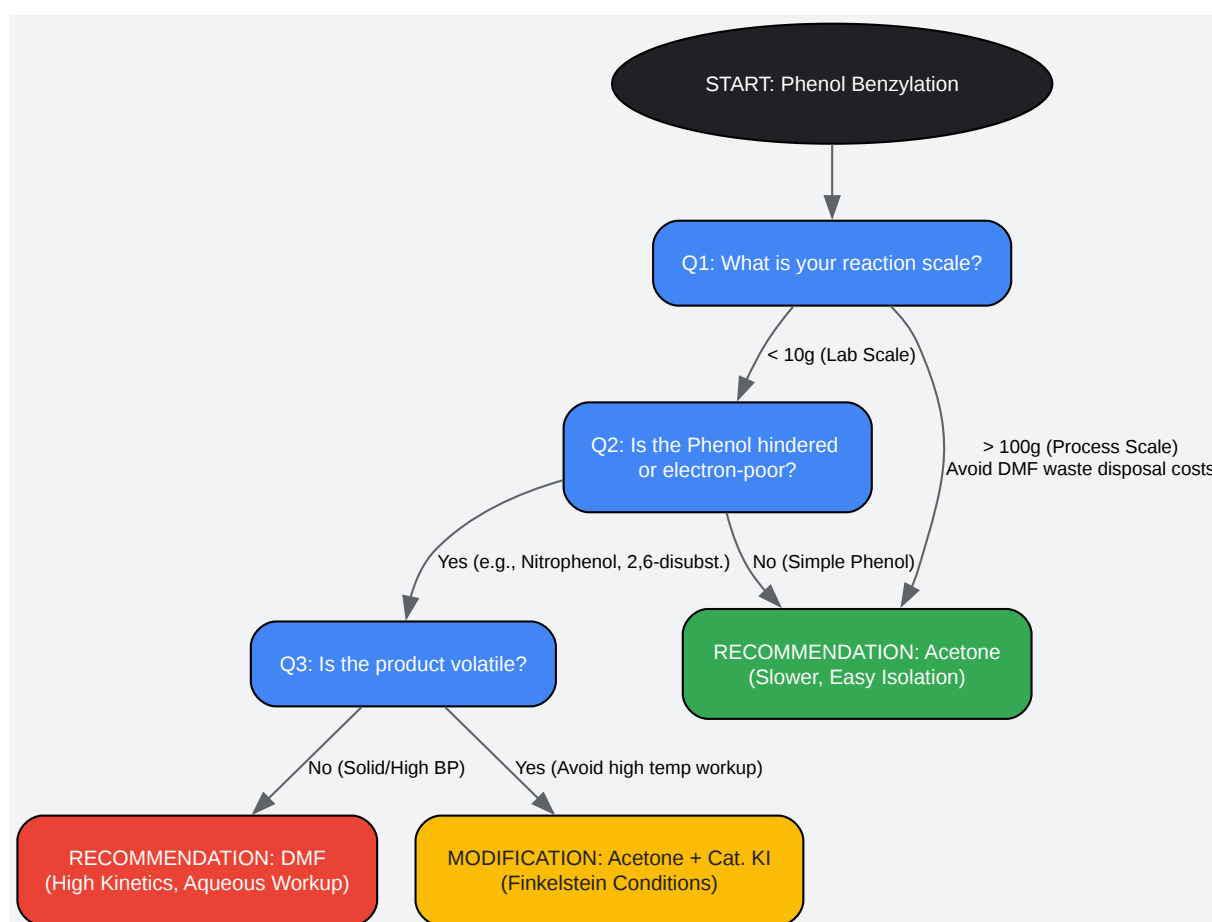 START: Phenol Benzylation
Q1: What is your reaction scale?
< 10g (Lab Scale)
> 100g (Process Scale)
Avoid DMF waste disposal costs
Q2: Is the Phenol hindered
or electron-poor?
Yes (e.g., Nitrophenol, 2,6-disubst.)
No (Simple Phenol)
Q3: Is the product volatile?
RECOMMENDATION: Acetone
(Slower, Easy Isolation)
No (Solid/High BP)
Yes (Avoid high temp workup)
RECOMMENDATION: DMF
(High Kinetics, Aqueous Workup)
MODIFICATION: Acetone + Cat. KI
(Finkelstein Conditions)